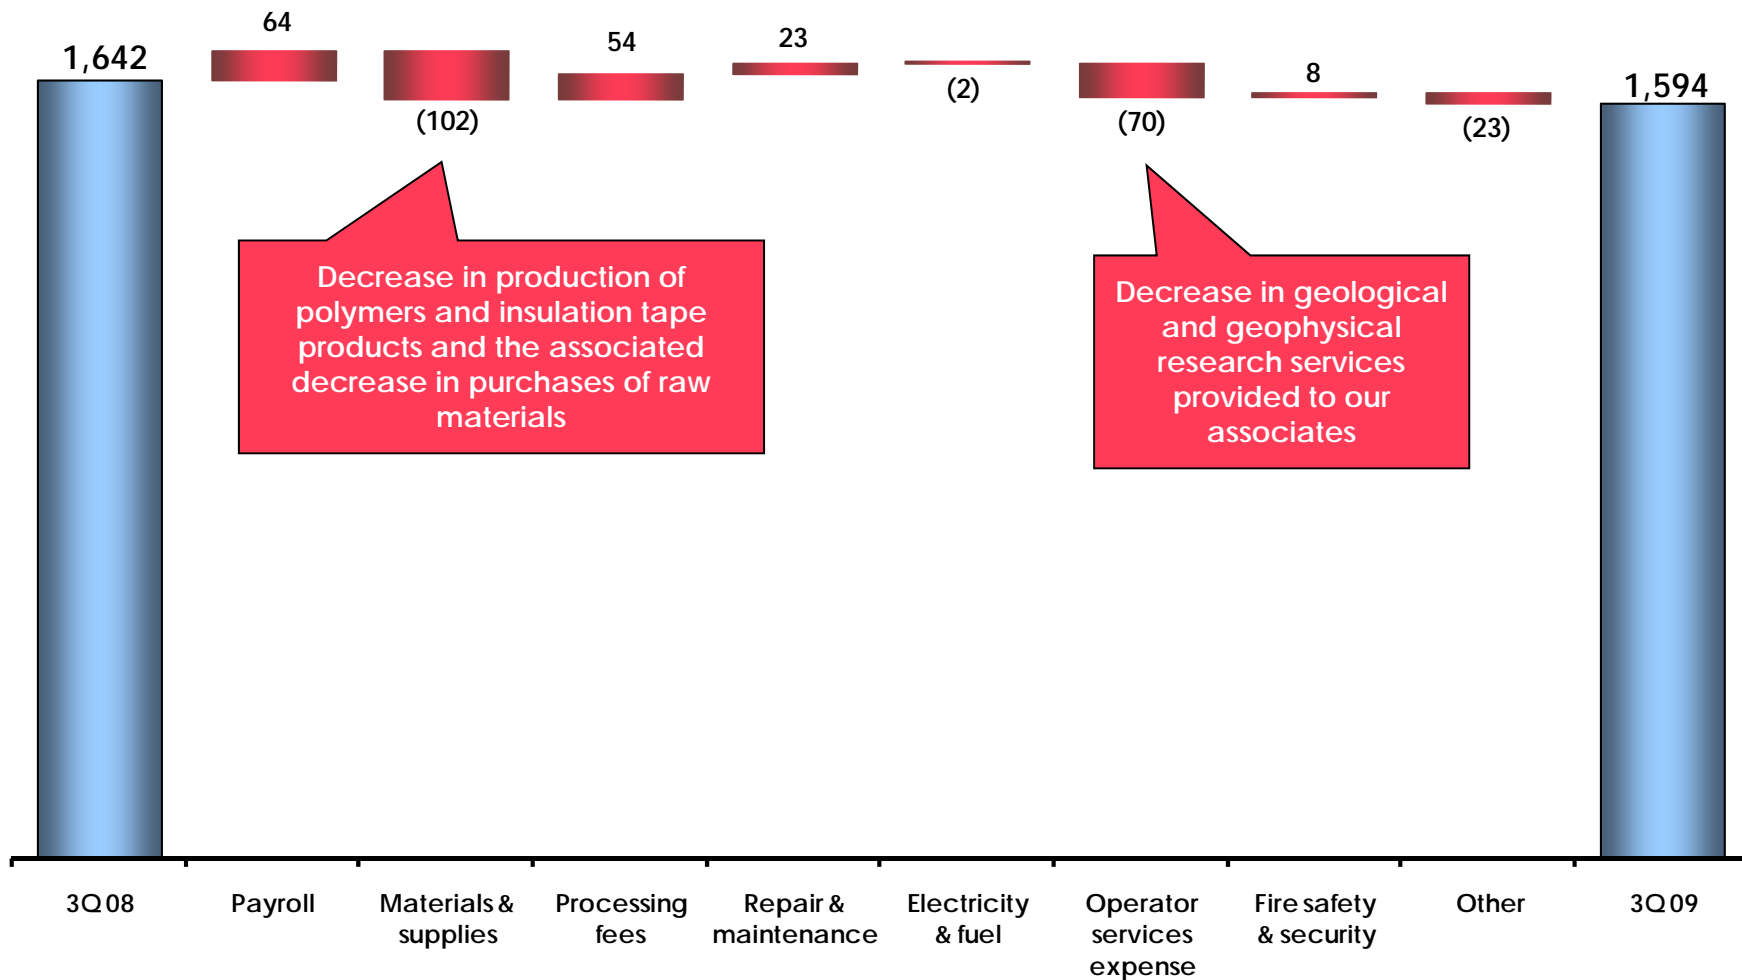 64
1,642
54
23
(2)
8
1,594
(102)
(70)
(23)
Decrease in production of
polymers and insulation tape
products and the associated
decrease in purchases of raw
materials
Decrease in geological
and geophysical
research services
provided to our
associates
3Q 08
Payroll
Materials &
supplies
Processing
fees
Repair &
maintenance
Electricity
& fuel
Operator
services
expense
Fire safety
& security
Other
3Q 09